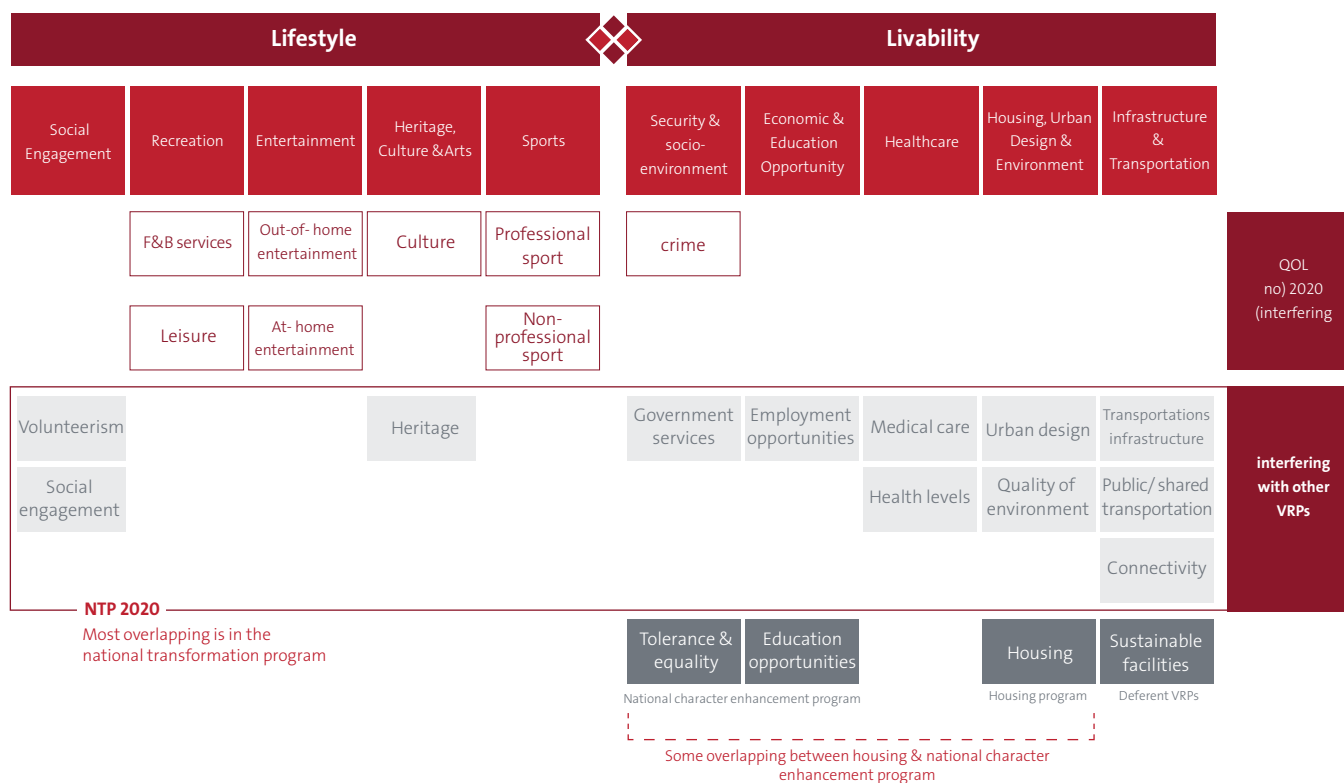 Lifestyle
Livability
Social
Engagement
Recreation
Entertainment
Heritage,
Culture &Arts
Sports
Security &
socio-
environment
Economic &
Education
Opportunity
Healthcare
Housing, Urban
Design &
Environment
Infrastructure
&
Transportation
F&B services
Out-of- home
entertainment
Culture
Professional
sport
crime
QOL
no) 2020
(interfering
Leisure
At- home
entertainment
Non-
professional
sport
Volunteerism
Heritage
Government
services
Employment
opportunities
Medical care
Urban design
Transportations
infrastructure
interfering
with other
VRPs
Social
engagement
Health levels
Quality of
environment
Public/ shared
transportation
Connectivity
NTP 2020
Most overlapping is in the
national transformation program
Tolerance &
equality
Education
opportunities
Housing
Sustainable
facilities
National character enhancement program
Housing program
Deferent VRPs
Some overlapping between housing & national character
enhancement program